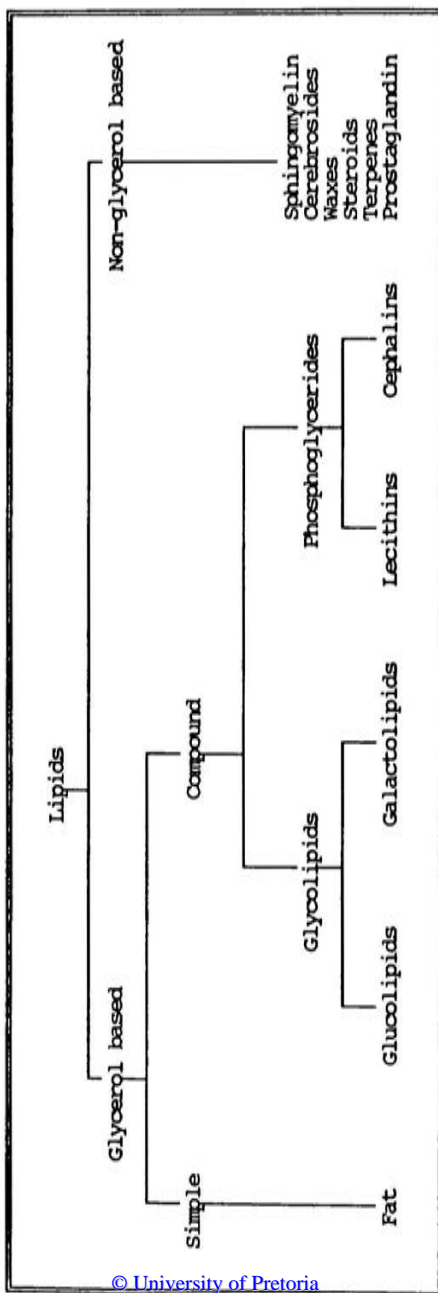 Lipids
Glycerol based Non-glycerol based
Simple Compound
Glycolipids Phosphoglycerides
Fat Glucolipids Galactolipids Lecithins Cephalins
Sphingomyelin
Cerebrosides
Waxes
Steroids
Terpenes
Prostaglandin
© University of Pretoria